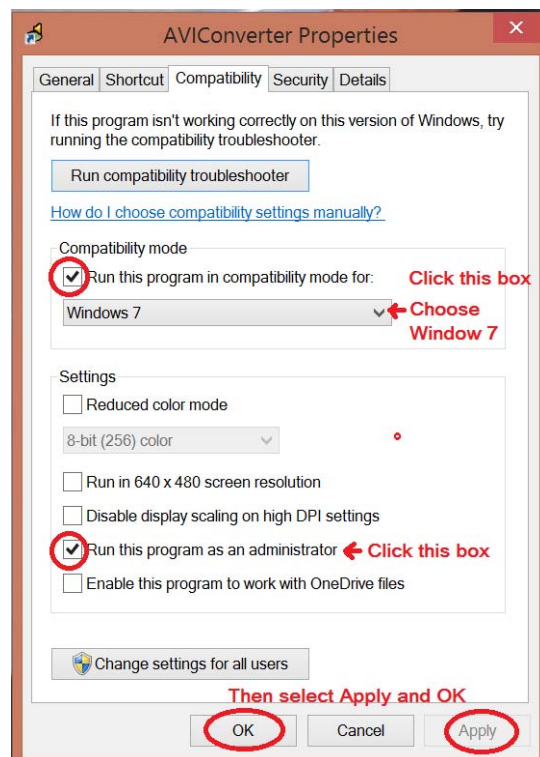 AVIConverter Properties
General Shortcut Compatibility Security Details
If this program isn't working correctly on this version of Windows, try
running the compatibility troubleshooter.
Run compatibility troubleshooter
How do I choose compatibility settings manually?
Compatibility mode
Run this program in compatibility mode for: Click this box
Windows 7 Choose
Window 7
Settings
Reduced color mode
8-bit (256) color
Run in 640 x 480 screen resolution
Disable display scaling on high DPI settings
Run this program as an administrator Click this box
Enable this program to work with OneDrive files
Change settings for all users
Then select Apply and OK
OK Cancel Apply